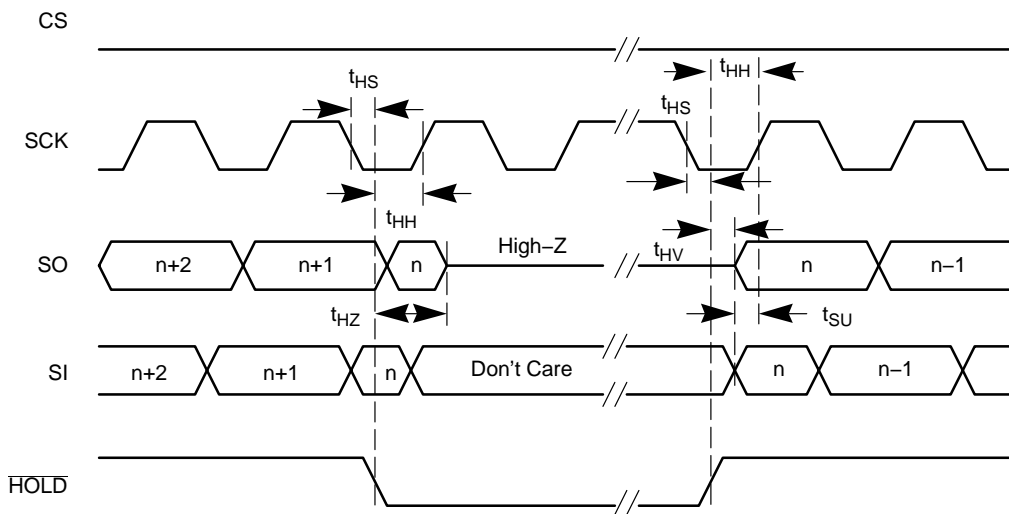 CS
tHH
tHS
tHS
SCK
tHH
High–Z
tHV
SO
n+2
n+1
n
n
n–1
tHZ
tSU
SI
n+2
n+1
n
Don't Care
n
n–1
HOLD